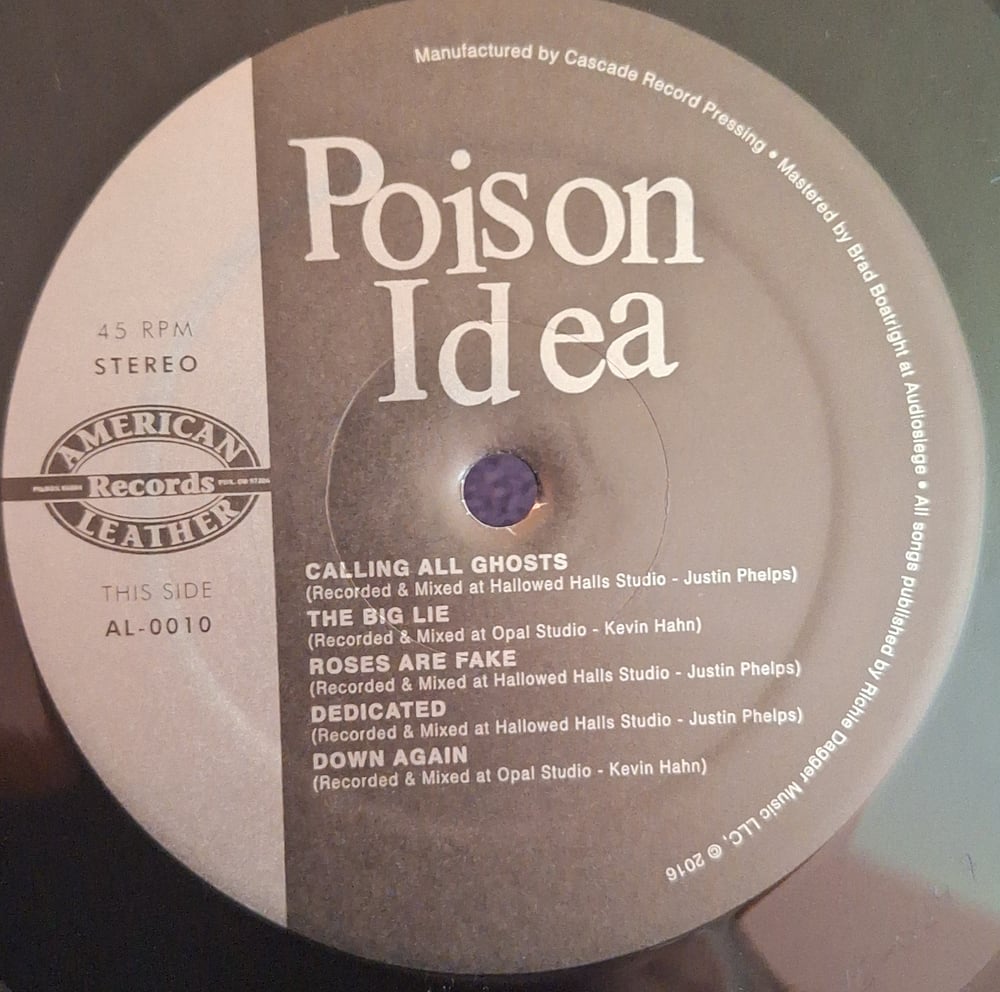 Manufactured by Cascade Record Pressing • Mastered by Brad Boatright at Audiosiege • All songs published by Richie Dagger Music LLC, © 2016
Poison
Idea
45 RPM
STEREO
AMERICAN
Records
LEATHER
THIS SIDE
AL-0010
CALLING ALL GHOSTS
(Recorded & Mixed at Hallowed Halls Studio - Justin Phelps)
THE BIG LIE
(Recorded & Mixed at Opal Studio - Kevin Hahn)
ROSES ARE FAKE
(Recorded & Mixed at Hallowed Halls Studio - Justin Phelps)
DEDICATED
(Recorded & Mixed at Hallowed Halls Studio - Justin Phelps)
DOWN AGAIN
(Recorded & Mixed at Opal Studio - Kevin Hahn)